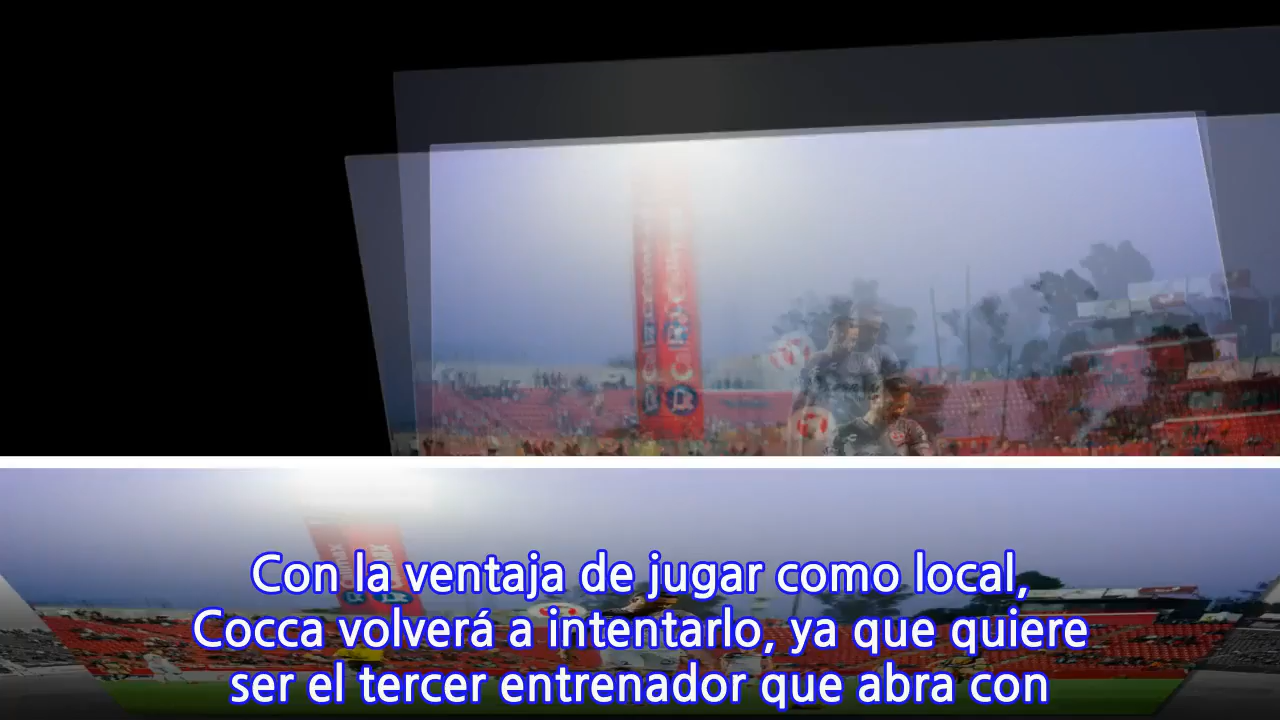 Con la ventaja de jugar como local,
Cocca volverá a intentarlo, ya que quiere
ser el tercer entrenador que abra con